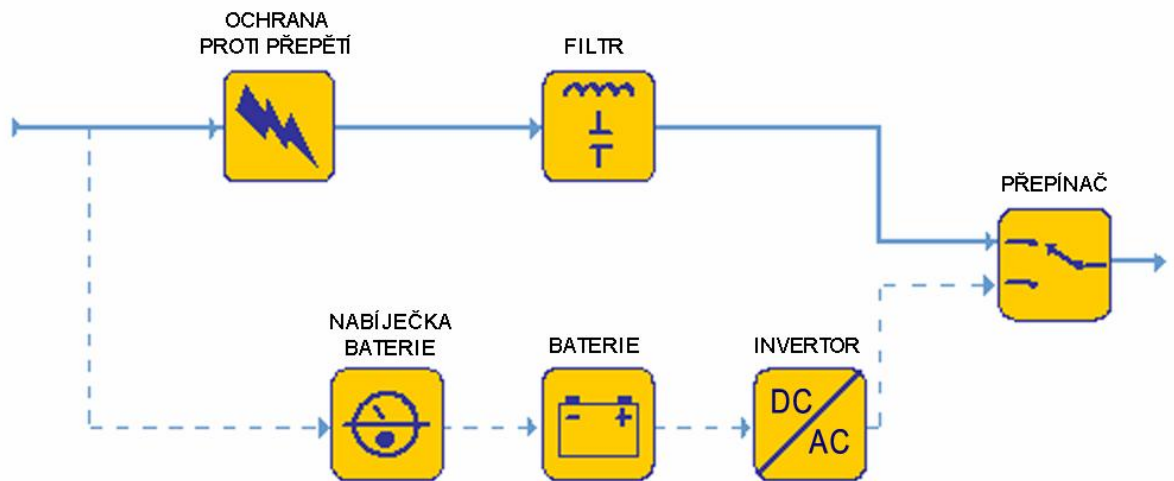 OCHRANA
PROTI PŘEPĚTÍ
FILTR
PŘEPÍNAČ
NABÍJEČKA
BATERIE
BATERIE
INVERTOR
DC
AC